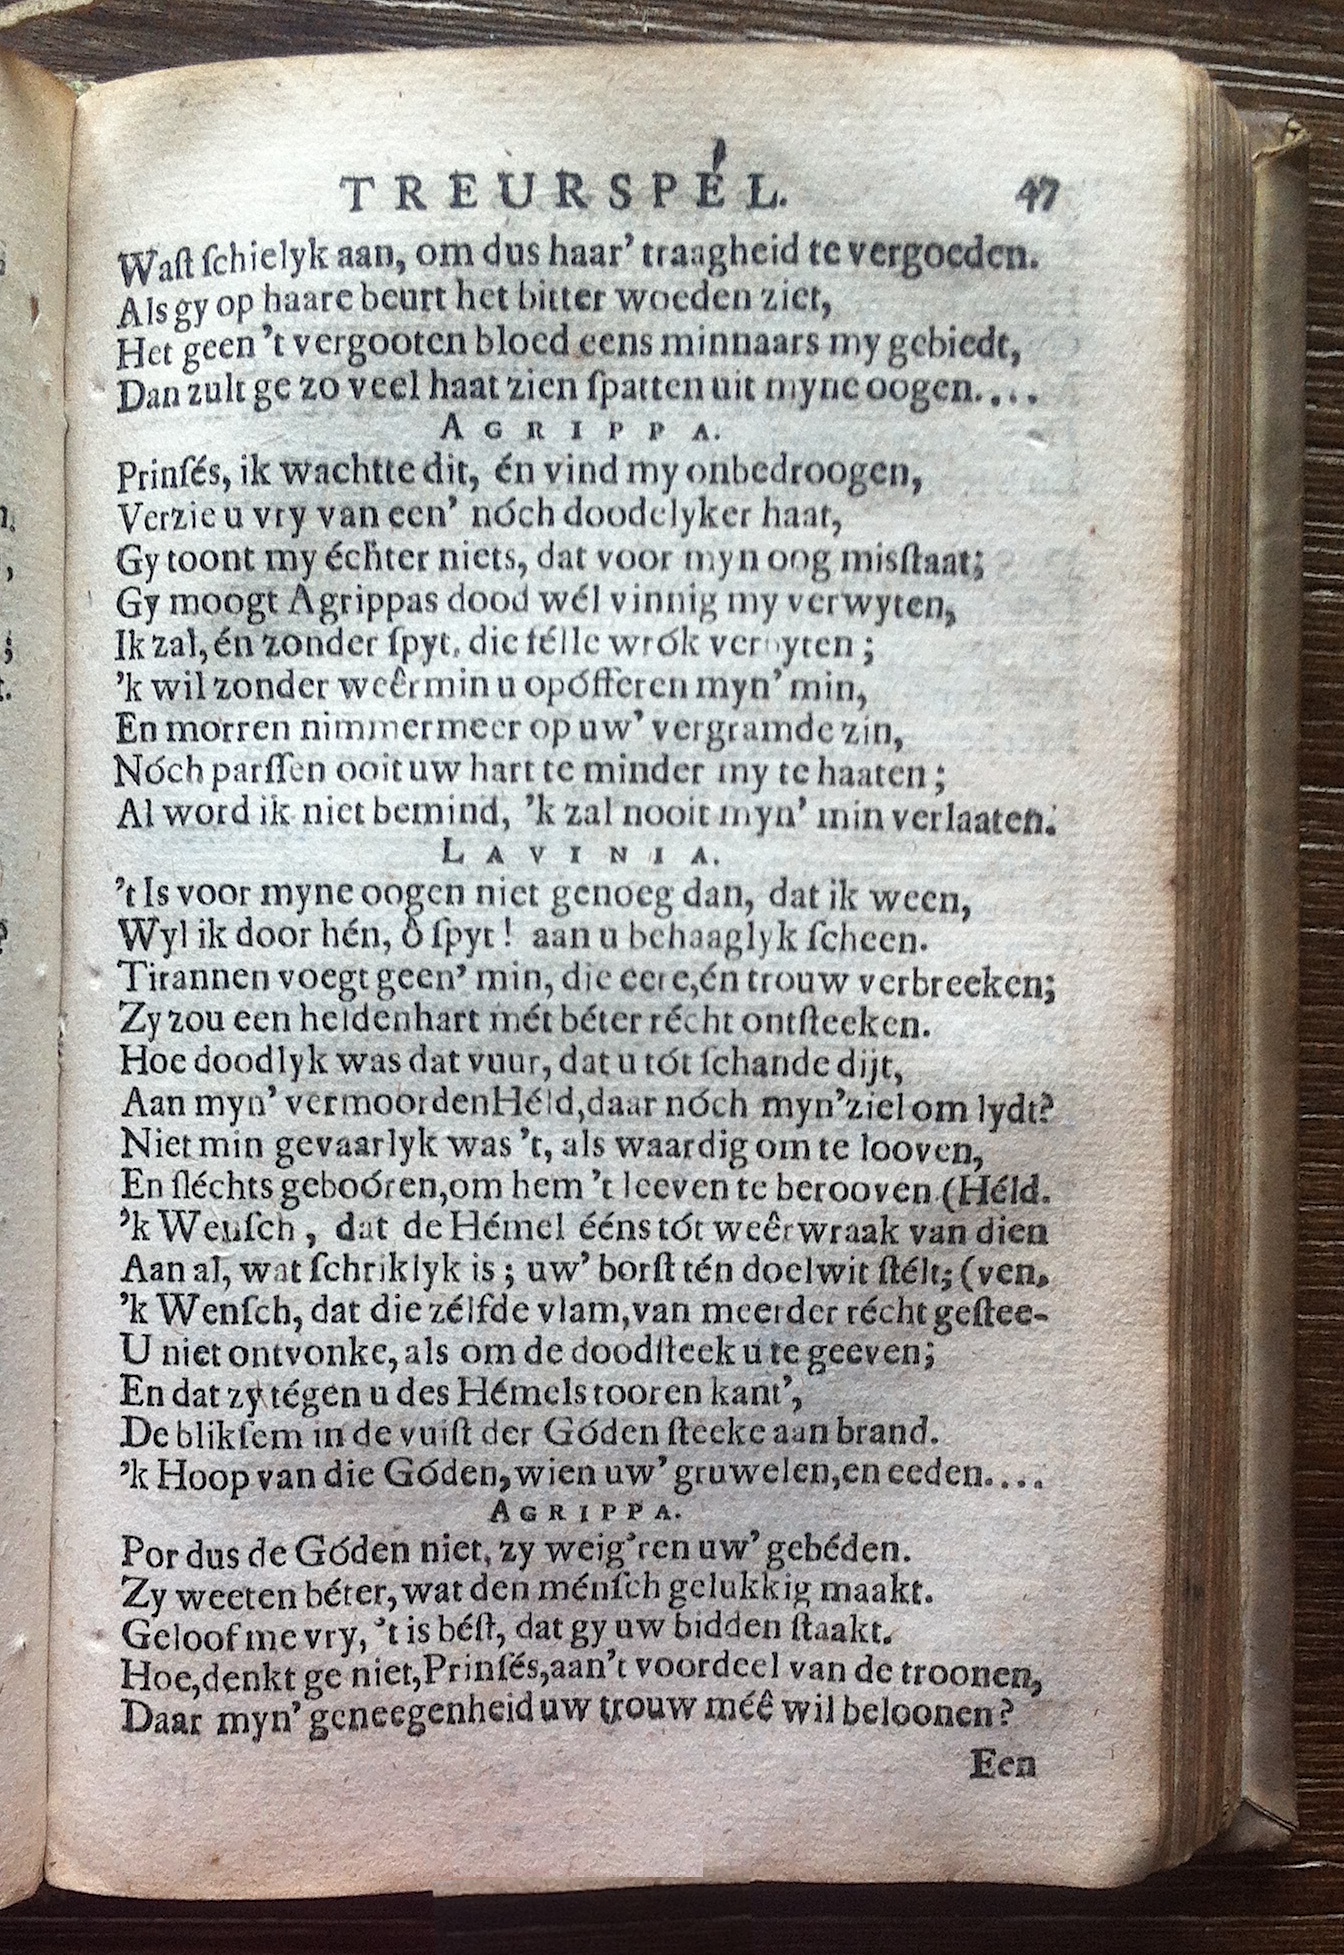 TREURSPÉL. 47
Waſt ſchielyk aan, om dus haar’ traagheid te vergoeden.
Als gy op haare beurt het bitter woeden ziet,
Het geen ’t vergooten bloed eens minnaars my gebiedt,
Dan zult ge zo veel haat zien ſpatten uit myne oogen....
AGRIPPA.
Prinſés, ik wachtte dit, én vind my onbedroogen,
Verzie u vry van een’ nóch doodelyker haat,
Gy toont my échter niets, dat voor myn oog misſtaat;
Gy moogt Agrippas dood wél vinnig my verwyten,
Ik zal, én zonder ſpyt, die félle wrók verbyten;
’k wil zonder weêrmin u opófferen myn’ min,
En morren nimmermeer op uw’ vergramde zin,
Nóch parſſen ooit uw hart te minder my te haaten;
Al word ik niet bemind, ’k zal nooit myn’ min verlaaten.
LAVINIA.
’t Is voor myne oogen niet genoeg dan, dat ik ween,
Wyl ik door hén, ô ſpyt! aan u behaaglyk ſcheen.
Tirannen voegt geen’ min, die eere, én trouw verbreeken;
Zy zou een heidenhart mét béter récht ontſteeken.
Hoe doodlyk was dat vuur, dat u tót ſchande dijt,
Aan myn’ vermoorden Héld, daar nóch myn’ ziel om lydt?
Niet min gevaarlyk was ’t, als waardig om te looven,
En ſléchts geboóren, om hem ’t leeven te berooven. (Héld.
’k Wenſch, dat de Hémel ééns tót weêrwraak van dien
Aan al, wat ſchriklyk is; uw’ borſt tén doelwit ſtélt; (ven,
’k Wenſch, dat die zélfde vlam, van meerder récht geſtee-
U niet ontvonke, als om de doodſteek u te geeven;
En dat zy tégen u des Hémels tooren kant’,
De blikſem in de vuiſt der Góden ſteeke aan brand.
’k Hoop van die Góden, wien uw’ gruwelen, en eeden....
AGRIPPA.
Por dus de Góden niet, zy weig’ren uw’ gebéden.
Zy weeten béter, wat den ménſch gelukkig maakt.
Geloof me vry, ’t is béſt, dat gy uw bidden ſtaakt.
Hoe, denkt ge niet, Prinſés, aan’t voordeel van de troonen,
Daar myn’ geneegenheid uw trouw méê wil beloonen?
Een